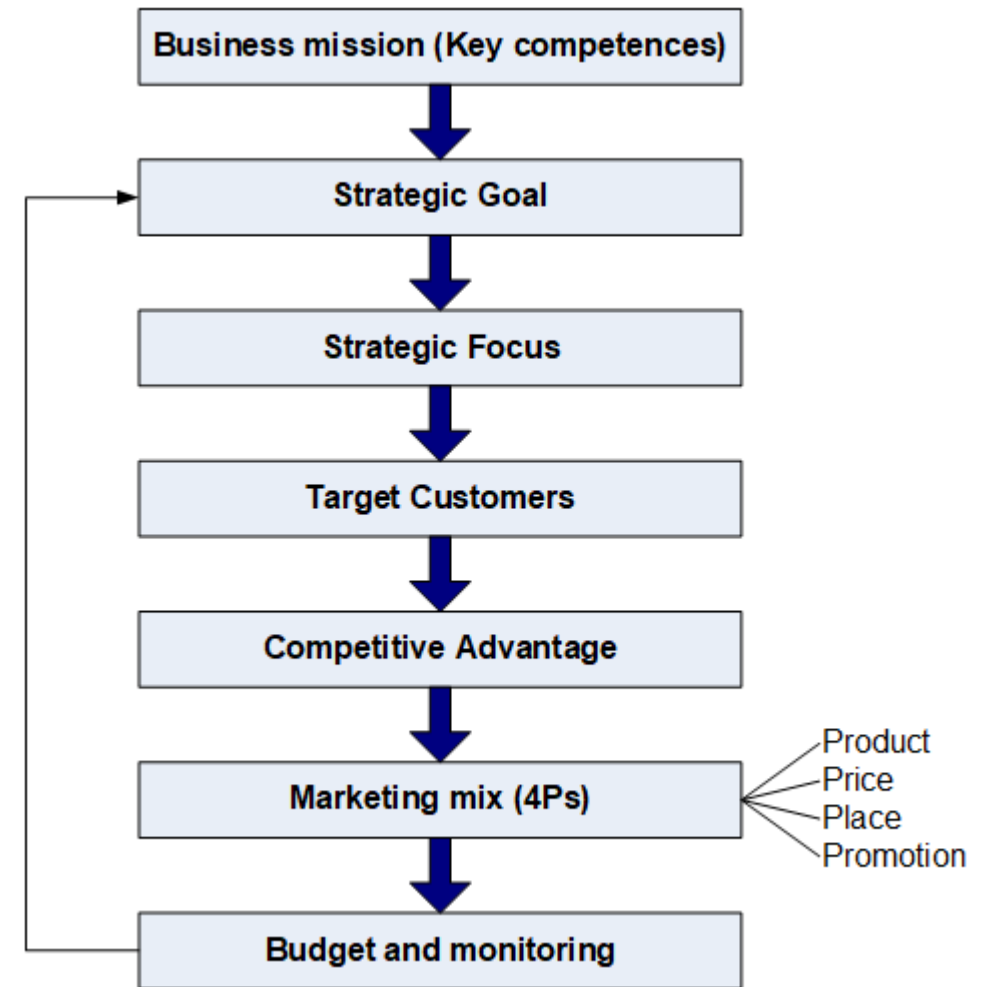 Business mission (Key competences)
Strategic Goal
Strategic Focus
Target Customers
Competitive Advantage
Marketing mix (4Ps)
Product
Price
Place
Promotion
Budget and monitoring